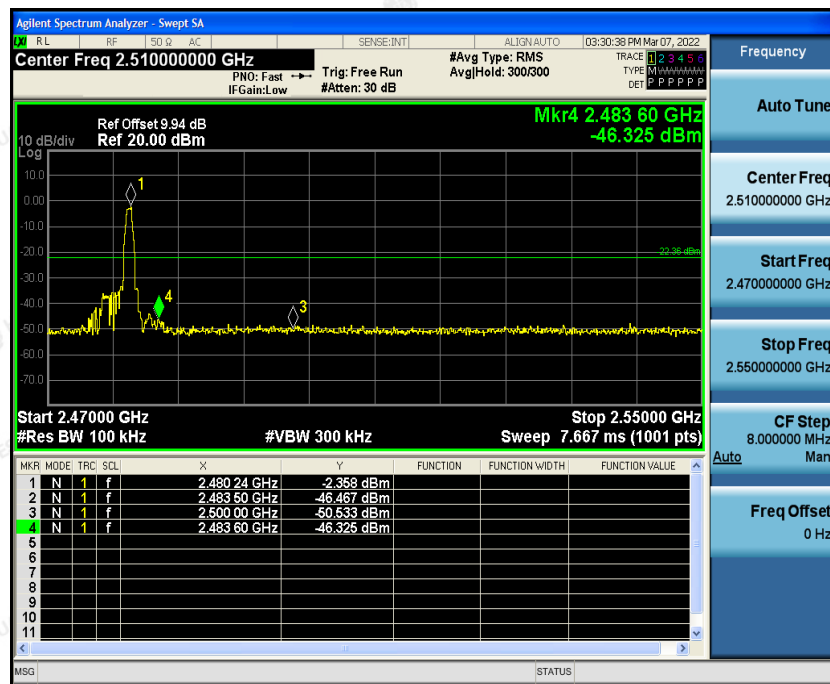 Agilent Spectrum Analyzer - Swept SA
LXI RL RF 50 Ω AC SENSE:INT ALIGN AUTO 03:30:38 PM Mar 07, 2022
Center Freq 2.510000000 GHz #Avg Type: RMS TRACE 1 2 3 4 5 6
PNO: Fast Trig: Free Run Avg|Hold: 300/300 TYPE M W W W W W
IFGain:Low #Atten: 30 dB DET P P P P P P
Mkr4 2.483 60 GHz
-46.325 dBm
Ref Offset 9.94 dB
10 dB/div Ref 20.00 dBm
Log
10.0
0.00
-10.0
-20.0
-30.0
-40.0
-50.0
-60.0
-70.0
1
4
3
-22.36 dBm
Start 2.47000 GHz Stop 2.55000 GHz
#Res BW 100 kHz #VBW 300 kHz Sweep 7.667 ms (1001 pts)
MKR MODE TRC SCL X Y FUNCTION FUNCTION WIDTH FUNCTION VALUE
1 N 1 f 2.480 24 GHz -2.358 dBm
2 N 1 f 2.483 50 GHz -46.467 dBm
3 N 1 f 2.500 00 GHz -50.533 dBm
4 N 1 f 2.483 60 GHz -46.325 dBm
5
6
7
8
9
10
11
MSG STATUS
Frequency
Auto Tune
Center Freq
2.510000000 GHz
Start Freq
2.470000000 GHz
Stop Freq
2.550000000 GHz
CF Step
8.000000 MHz
Auto Man
Freq Offset
0 Hz